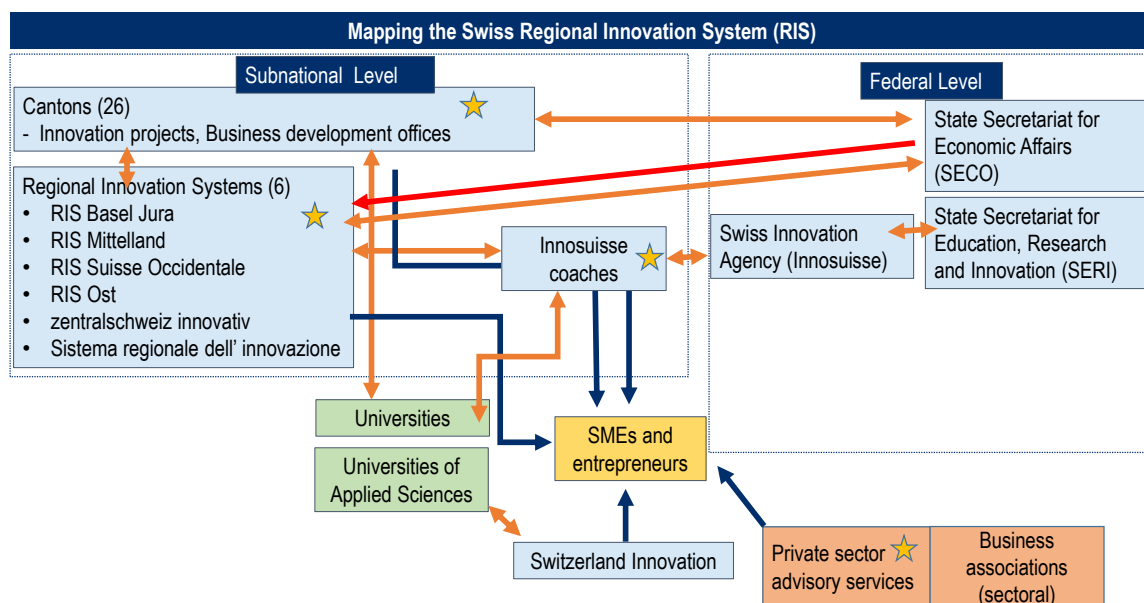 Mapping the Swiss Regional Innovation System (RIS)
Subnational Level
Federal Level
Cantons (26)
- Innovation projects, Business development offices
State Secretariat for
Economic Affairs
(SECO)
Regional Innovation Systems (6)
• RIS Basel Jura
• RIS Mittelland
• RIS Suisse Occidentale
• RIS Ost
• zentralschweiz innovativ
• Sistema regionale dell' innovazione
Innosuisse
coaches
Swiss Innovation
Agency (Innosuisse)
State Secretariat for
Education, Research
and Innovation (SERI)
Universities
SMEs and
entrepreneurs
Universities of
Applied Sciences
Switzerland Innovation
Private sector
advisory services
Business
associations
(sectoral)